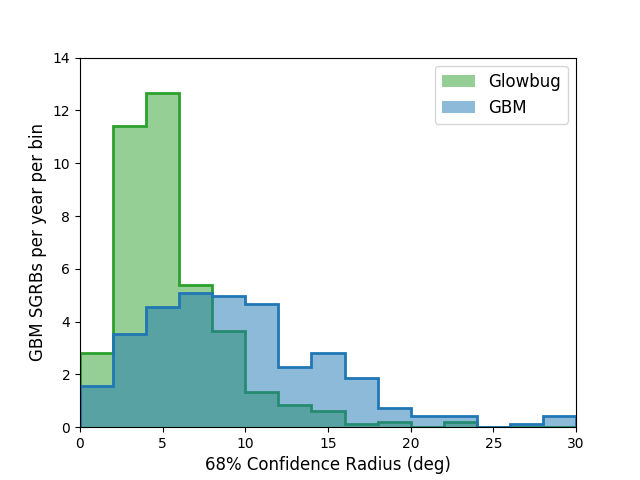 14
12
10
8
6
4
2
0
GBM SGRBs per year per bin
Glowbug
GBM
0 5 10 15 20 25 30
68% Confidence Radius (deg)